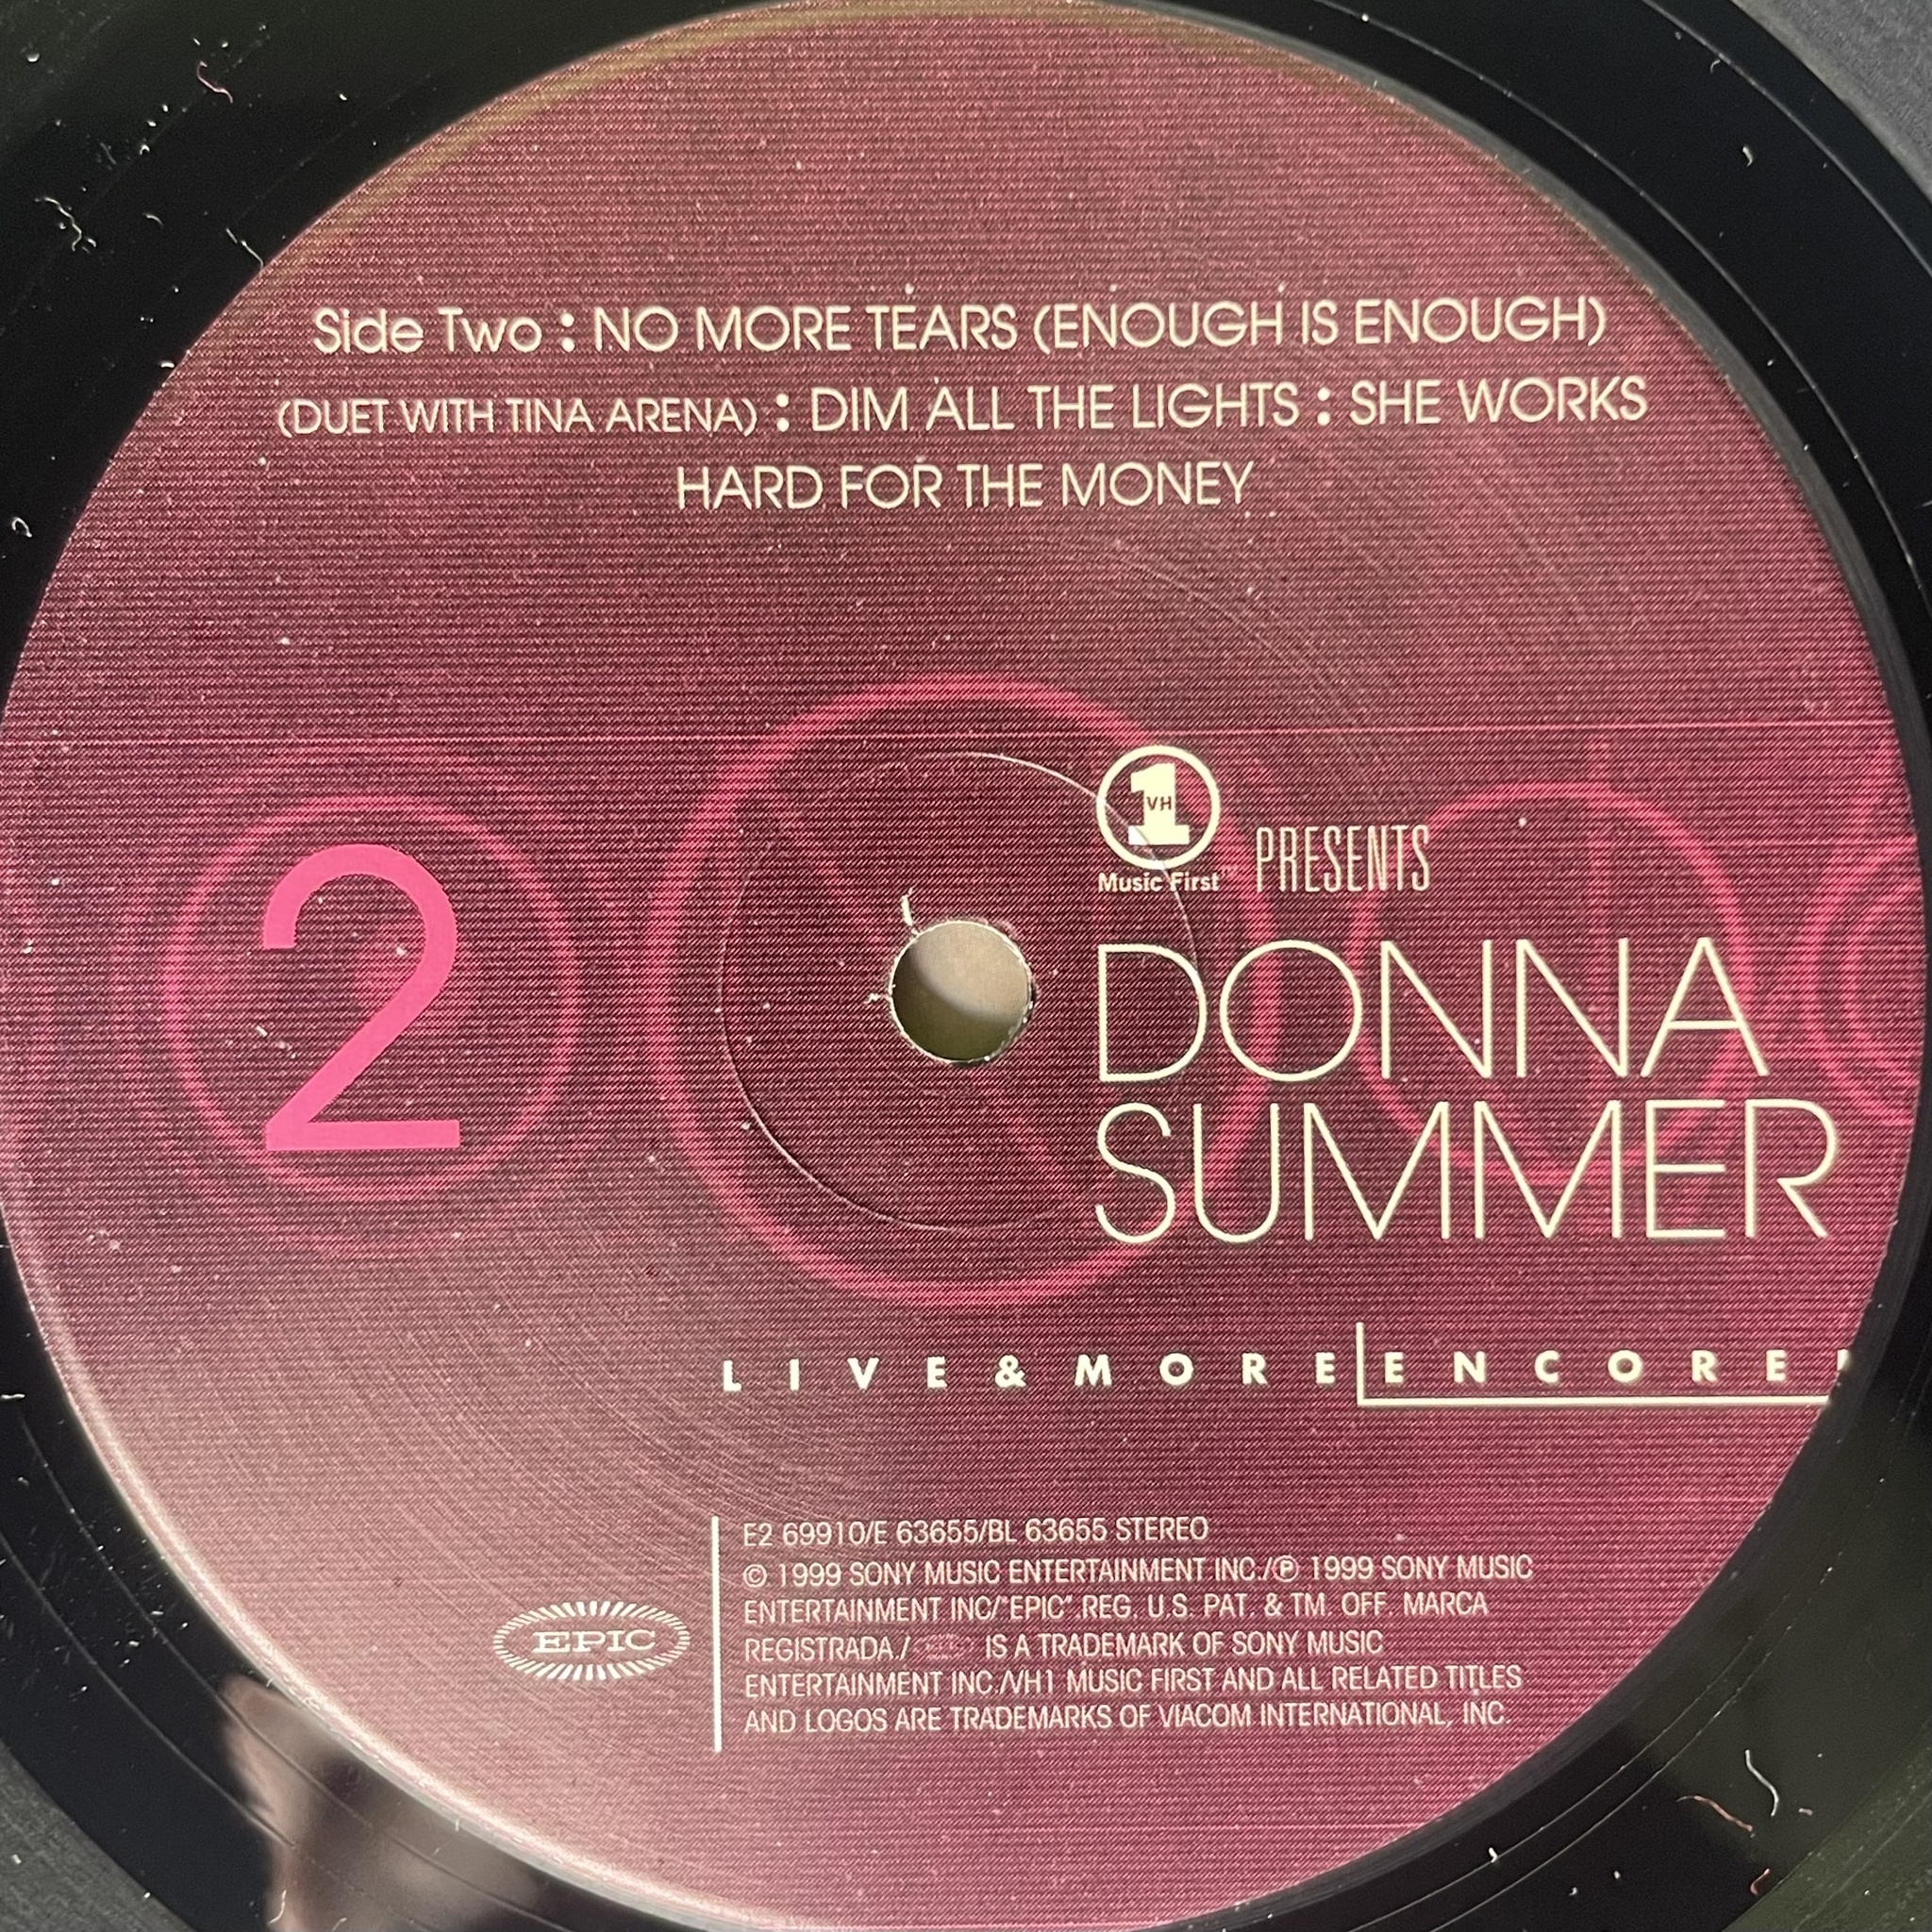 Side Two : NO MORE TEARS (ENOUGH IS ENOUGH)
(DUET WITH TINA ARENA) : DIM ALL THE LIGHTS : SHE WORKS
HARD FOR THE MONEY
VH 1
Music First PRESENTS
2
DONNA
SUMMER
LIVE & MORE ENCORE!
E2 69910/E 63655/BL 63655 STEREO
© 1999 SONY MUSIC ENTERTAINMENT INC./℗ 1999 SONY MUSIC
ENTERTAINMENT INC/"EPIC".REG. U.S. PAT. & TM. OFF. MARCA
REGISTRADA./ IS A TRADEMARK OF SONY MUSIC
ENTERTAINMENT INC./VH1 MUSIC FIRST AND ALL RELATED TITLES
AND LOGOS ARE TRADEMARKS OF VIACOM INTERNATIONAL, INC.
EPIC